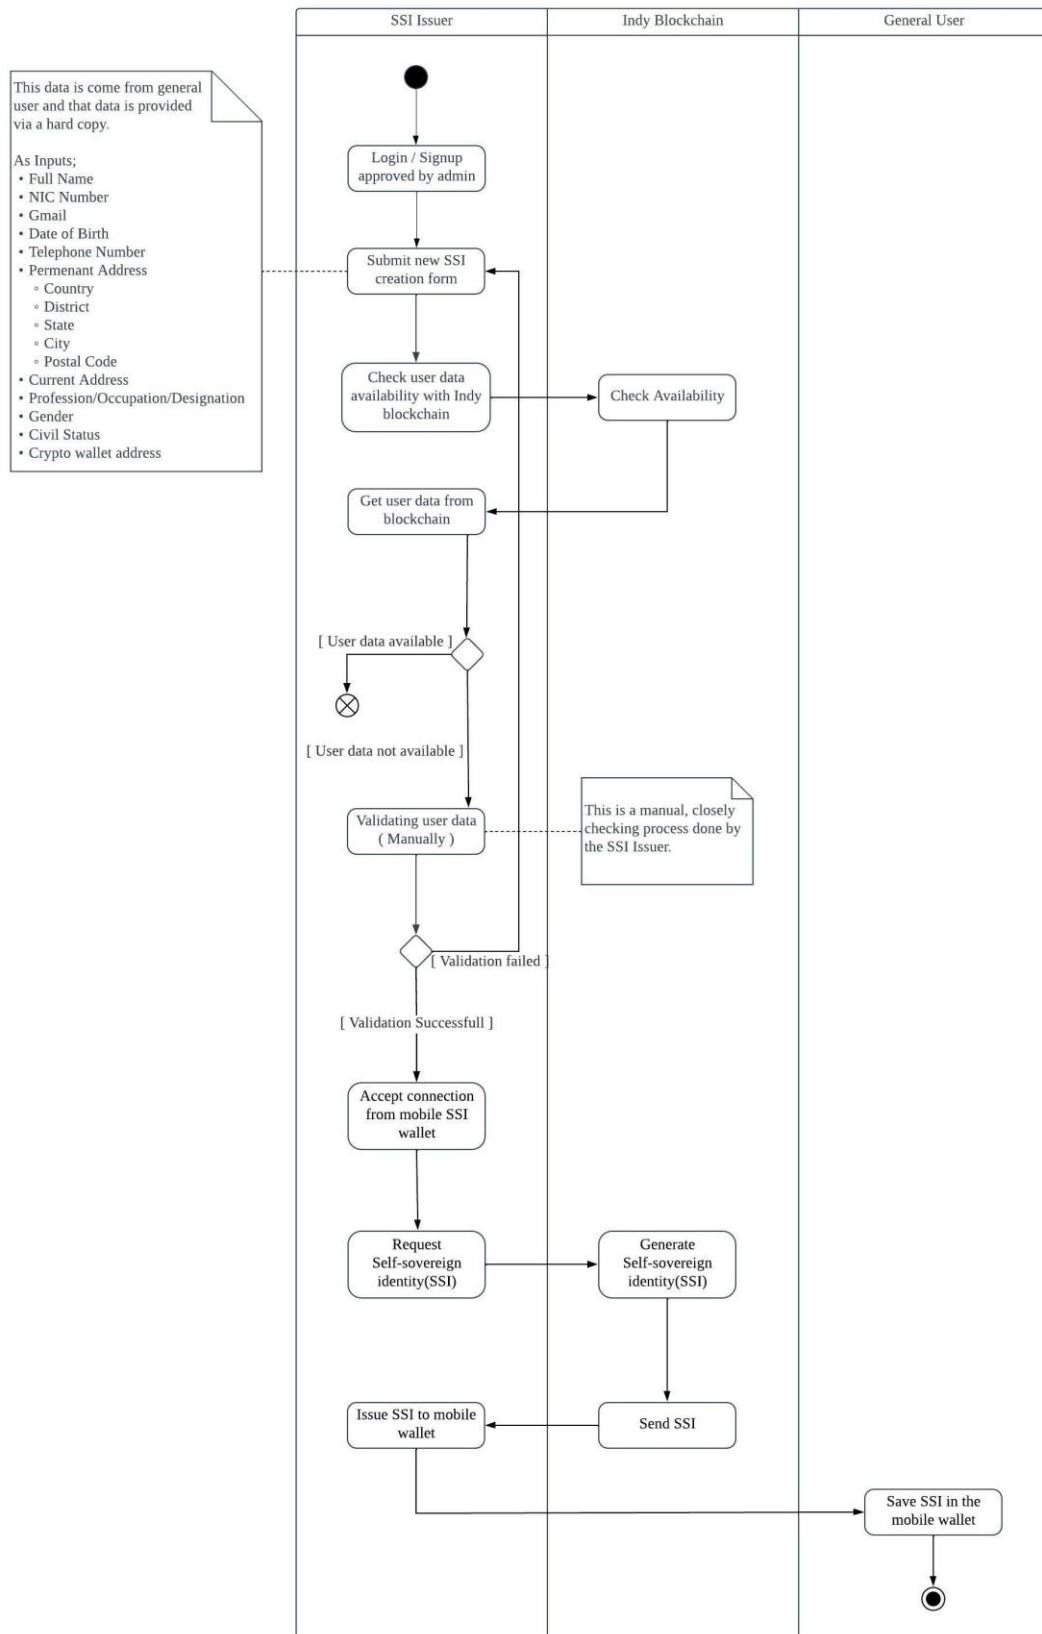 SSI Issuer
Indy Blockchain
General User
This data is come from general
user and that data is provided
via a hard copy.
As Inputs;
• Full Name
• NIC Number
• Gmail
• Date of Birth
• Telephone Number
• Permenant Address
◦ Country
◦ District
◦ State
◦ City
◦ Postal Code
• Current Address
• Profession/Occupation/Designation
• Gender
• Civil Status
• Crypto wallet address
Login / Signup
approved by admin
Submit new SSI
creation form
Check user data
availability with Indy
blockchain
Check Availability
Get user data from
blockchain
[ User data available ]
[ User data not available ]
Validating user data
( Manually )
This is a manual, closely
checking process done by
the SSI Issuer.
[ Validation failed ]
[ Validation Successfull ]
Accept connection
from mobile SSI
wallet
Request
Self-sovereign
identity(SSI)
Generate
Self-sovereign
identity(SSI)
Issue SSI to mobile
wallet
Send SSI
Save SSI in the
mobile wallet